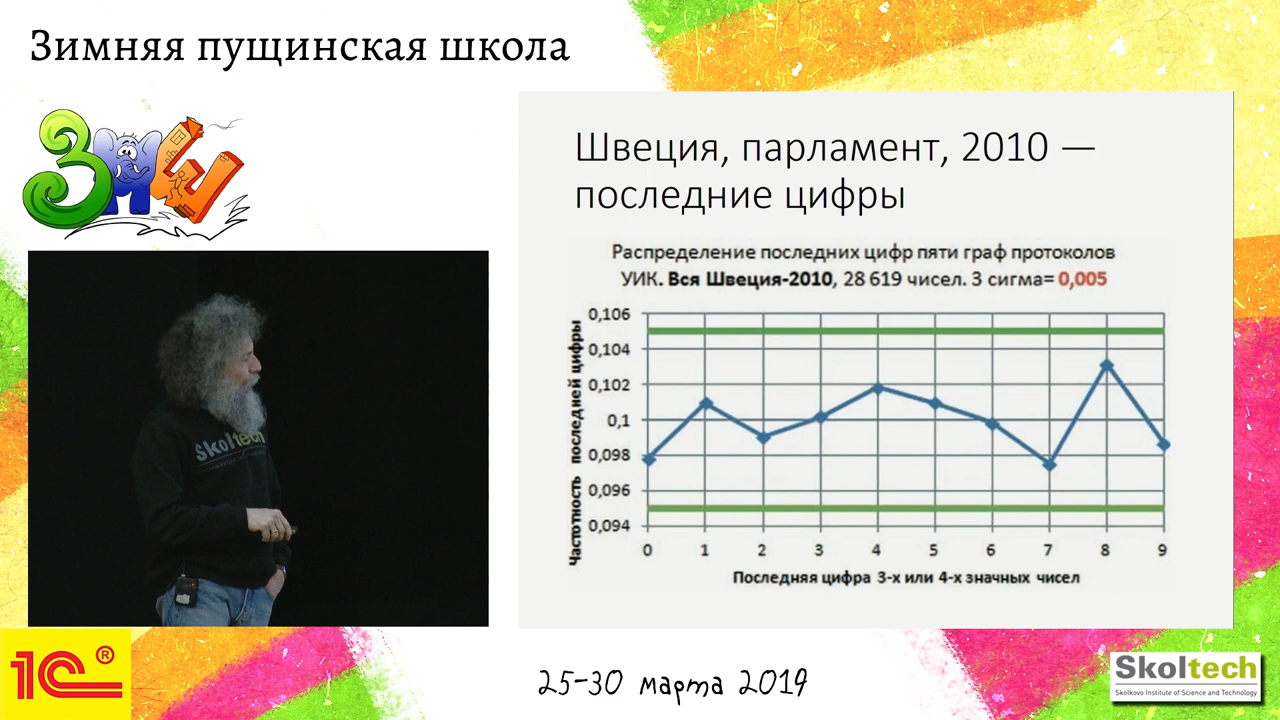 Зимняя пущинская школа
ЗПШ
Швеция, парламент, 2010 —
последние цифры
Распределение последних цифр пяти граф протоколов
УИК. Вся Швеция-2010, 28 619 чисел. 3 сигма= 0,005
Частотность последней цифры
0,106
0,104
0,102
0,1
0,098
0,096
0,094
0 1 2 3 4 5 6 7 8 9
Последняя цифра 3-х или 4-х значных чисел
Skoltech
1С®
25-30 марта 2019
Skoltech
Skolkovo Institute of Science and Technology